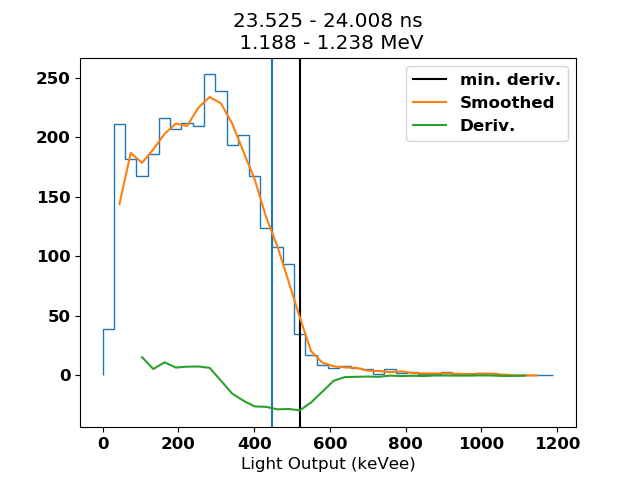 23.525 - 24.008 ns
1.188 - 1.238 MeV
min. deriv.
Smoothed
Deriv.
250
200
150
100
50
0
0 200 400 600 800 1000 1200
Light Output (keVee)